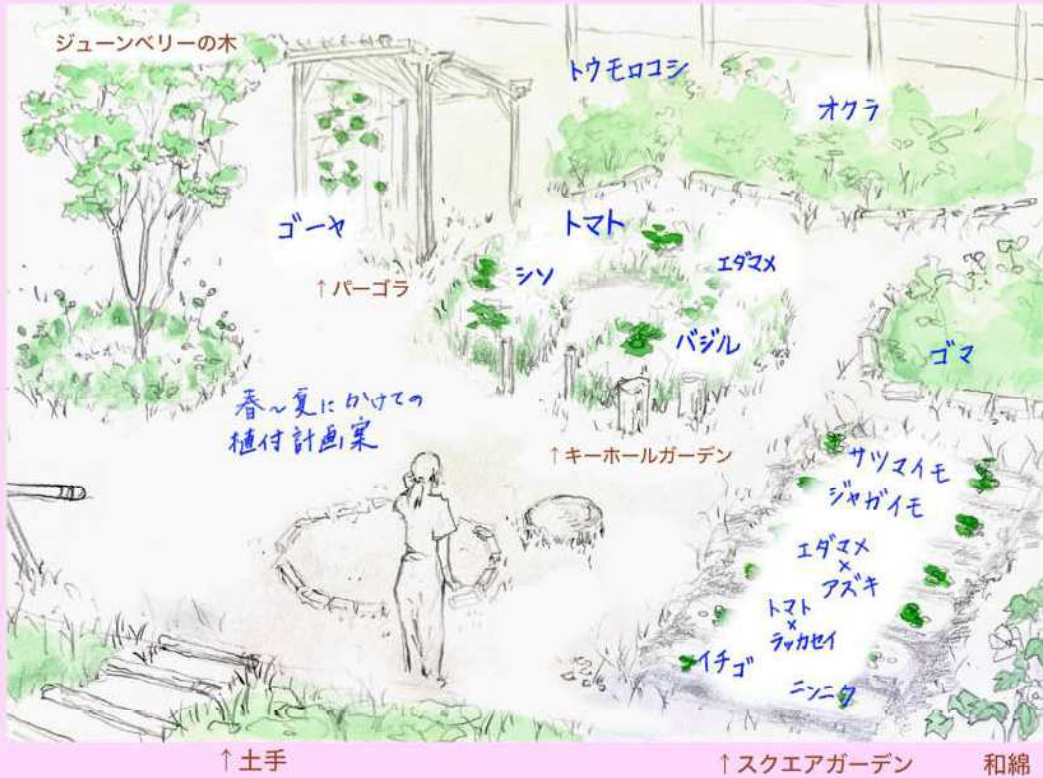 ジューンベリーの木
トウモロコシ
オクラ
ゴーヤ
トマト
シソ
エダマメ
↑パーゴラ
バジル
ゴマ
春~夏にかけての
植付計画案
↑キーホールガーデン
サツマイモ
ジャガイモ
エダマメ
×
アズキ
トマト
×
ラッカセイ
イチゴ
ニンニク
↑土手
↑スクエアガーデン
和綿